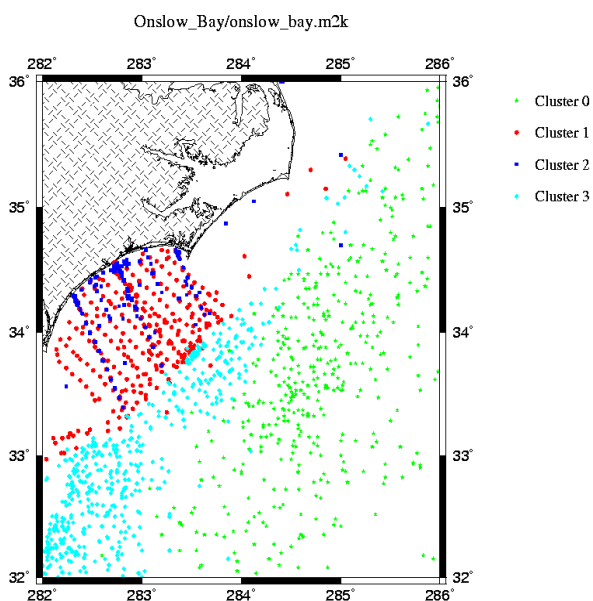 Onslow_Bay/onslow_bay.m2k
282° 283° 284° 285° 286°
36° 36°
Cluster 0
Cluster 1
Cluster 2
Cluster 3
35° 35°
34° 34°
33° 33°
32° 32°
282° 283° 284° 285° 286°